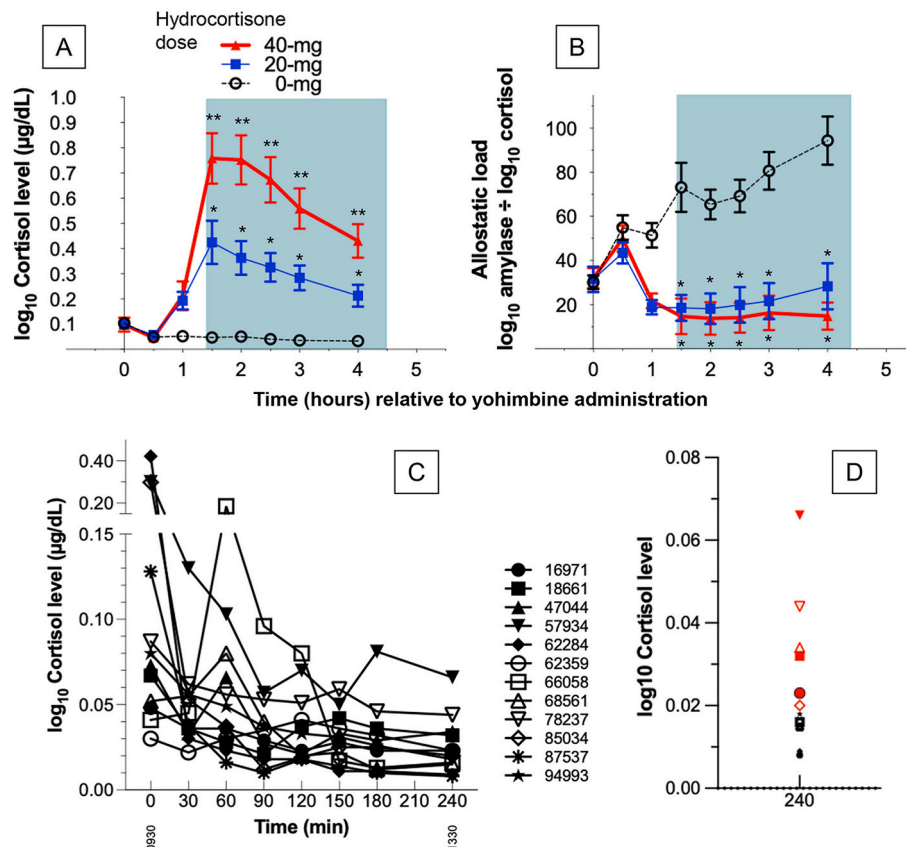 Hydrocortisone
dose
40-mg
20-mg
0-mg
A
log10 Cortisol level (µg/dL)
1.0
0.9
0.8
0.7
0.6
0.5
0.4
0.3
0.2
0.1
** ** ** ** **
* * * * *
0 1 2 3 4 5
B
Allostatic load
log10 amylase ÷ log10 cortisol
100
80
60
40
20
* * * * *
* * * * *
0 1 2 3 4 5
Time (hours) relative to yohimbine administration
C
log10 Cortisol level (µg/dL)
0.40
0.20
0.15
0.10
0.05
0.00
0 30 60 90 120 150 180 210 240
Time (min)
0930
1330
16971
18661
47044
57934
62284
62359
66058
68561
78237
85034
87537
94993
D
log10 Cortisol level
0.08
0.06
0.04
0.02
0.00
240